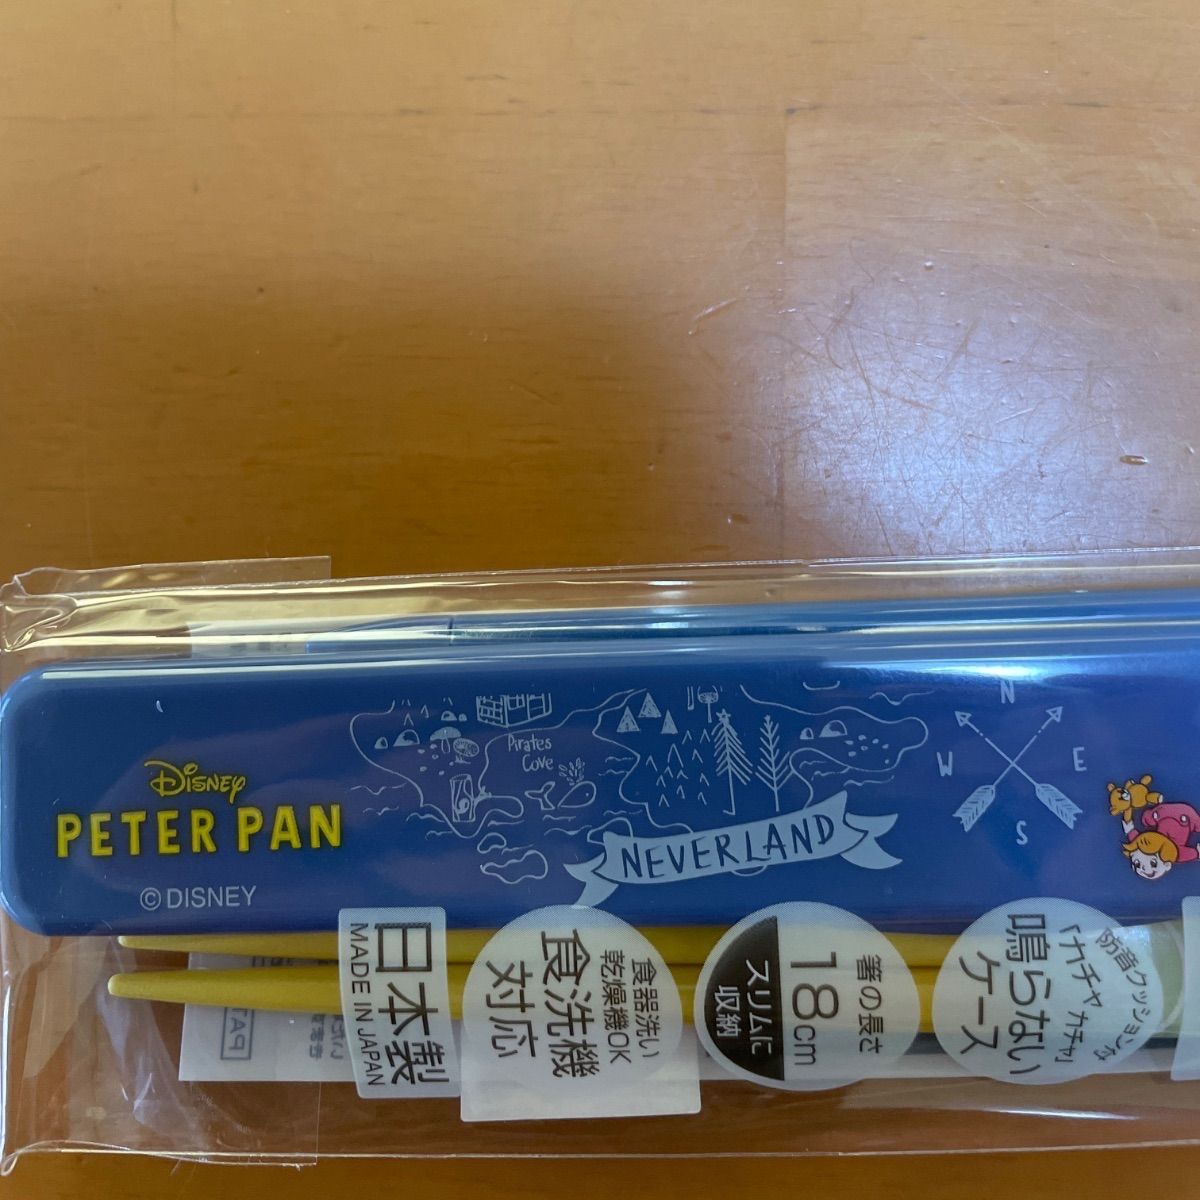 Disney
PETER PAN
©DISNEY
Pirates
Cove
NEVERLAND
N
W
E
S
日本製
MADE IN JAPAN
食器洗い
乾燥機OK
食洗機
対応
箸の長さ
18cm
スリムに
収納
防音クッション付
「カチャカチャ」
鳴らない
ケース